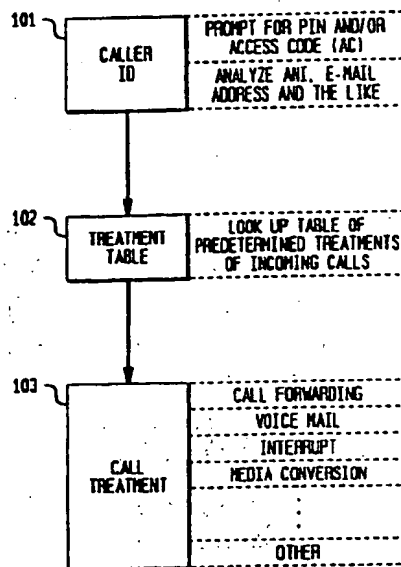 101
CALLER
ID
PROMPT FOR PIN AND/OR
ACCESS CODE (AC)
ANALYZE ANI, E-MAIL
ADDRESS AND THE LIKE
102
TREATMENT
TABLE
LOOK UP TABLE OF
PREDETERMINED TREATMENTS
OF INCOMING CALLS
103
CALL
TREATMENT
CALL FORWARDING
VOICE MAIL
INTERRUPT
MEDIA CONVERSION
OTHER